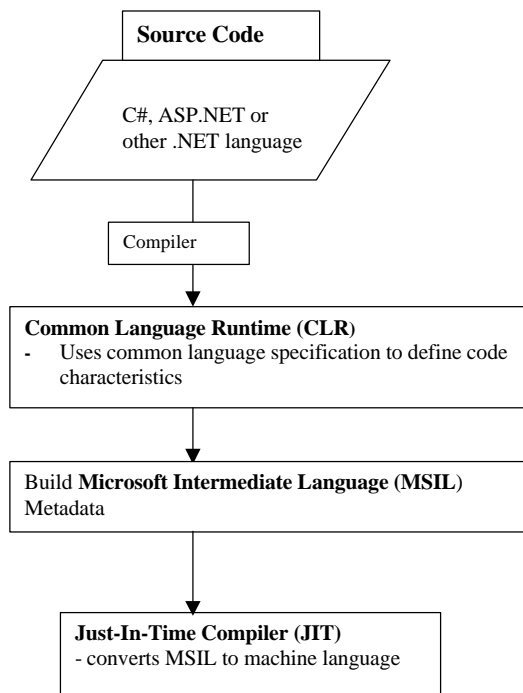 Source Code
C#, ASP.NET or
other .NET language
Compiler
Common Language Runtime (CLR)
- Uses common language specification to define code
characteristics
Build Microsoft Intermediate Language (MSIL)
Metadata
Just-In-Time Compiler (JIT)
- converts MSIL to machine language